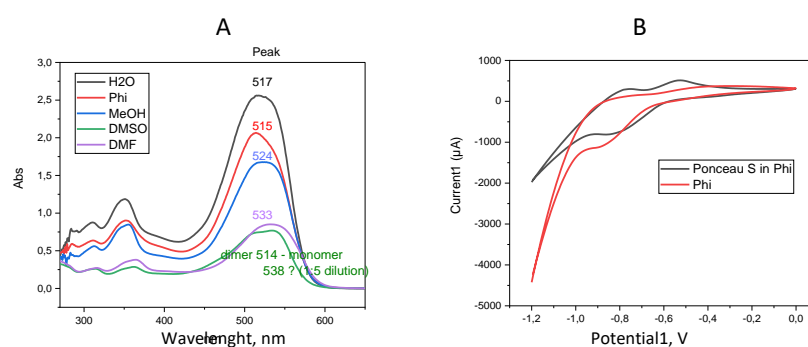 A
Peak
3,0
2,5
2,0
1,5
1,0
0,5
0,0
Abs
H2O
Phi
MeOH
DMSO
DMF
517
515
524
533
dimer 514 - monomer
538 ? (1:5 dilution)
300
400
500
600
nm
Wavelenght, nm
B
1000
0
-1000
-2000
-3000
-4000
-5000
Current1 (µA)
Ponceau S in Phi
Phi
-1,2
-1,0
-0,8
-0,6
-0,4
-0,2
0,0
Potential1, V